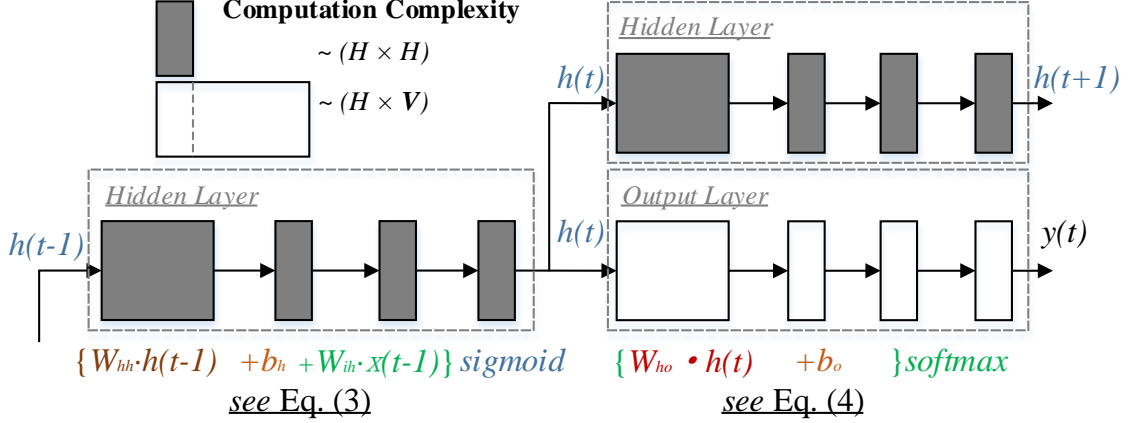 Computation Complexity
~ (H × H)
~ (H × V)
Hidden Layer
h(t)
h(t+1)
Hidden Layer
h(t-1)
Output Layer
h(t)
y(t)
{Whh·h(t-1) +bh +Wih·x(t-1)} sigmoid
{Who • h(t) +bo }softmax
see Eq. (3)
see Eq. (4)